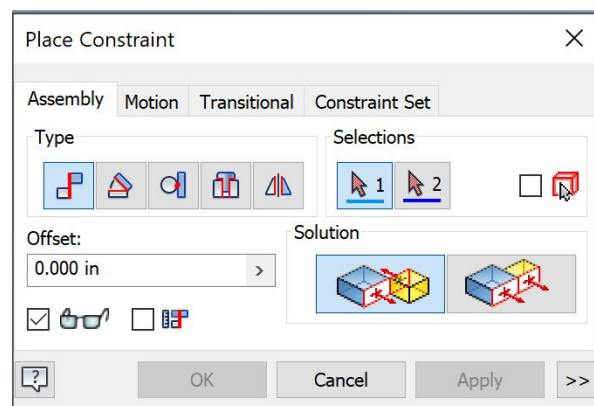 Place Constraint
Assembly Motion Transitional Constraint Set
Type
Selections
1 2
Offset:
0.000 in >
Solution
? OK Cancel Apply >>